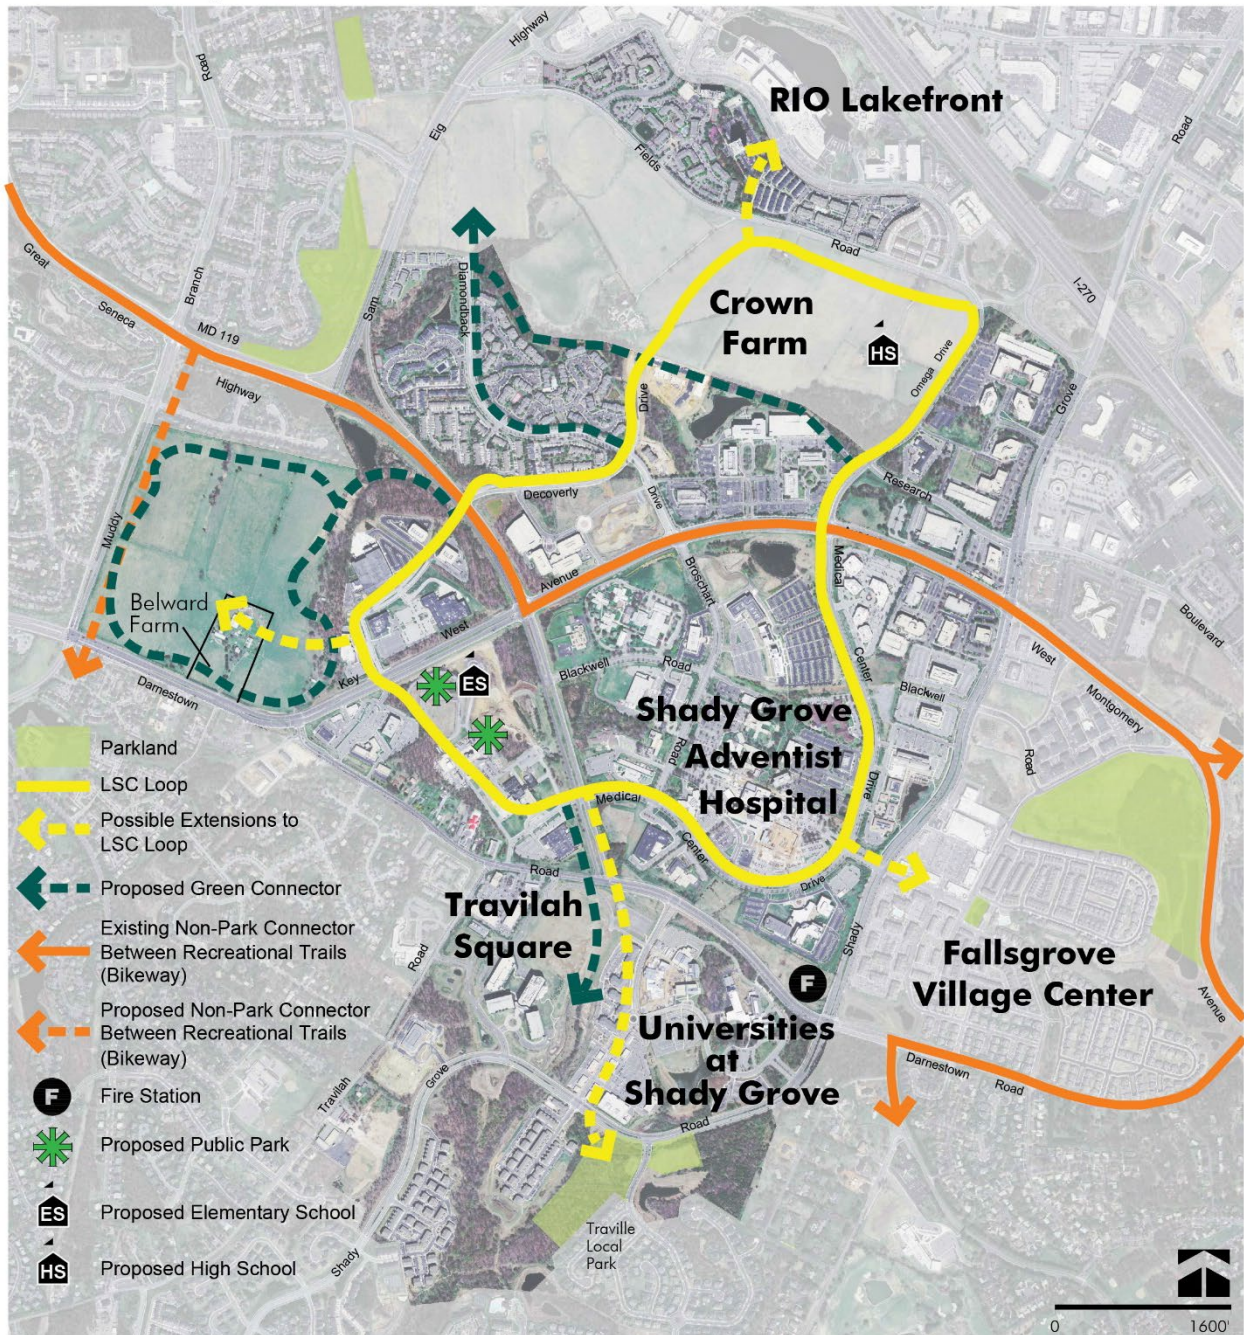 Highway
RIO Lakefront
Road
Road
Eig
Fields
Road
I-270
Great
Seneca
MD 119
Highway
Branch
Sam
Diamondback
Crown
Farm
HS
Drive
Omega
Drive
Grove
Decoverly
Drive
Research
Muddy
Avenue
Broschart
Medical
Center
Drive
Boulevard
West
Montgomery
Avenue
Belward
Farm
Key
West
Darnestown
ES
Blackwell
Road
Blackwell
Road
Road
Shady Grove
Adventist
Hospital
Medical
Center
Drive
Road
Shady
Travilah
Square
Fallsgrove
Village Center
F
Universities
at
Shady Grove
Darnestown
Road
Road
Travilah
Grove
Road
Shady
Traville
Local
Park
Parkland
LSC Loop
Possible Extensions to
LSC Loop
Proposed Green Connector
Existing Non-Park Connector
Between Recreational Trails
(Bikeway)
Proposed Non-Park Connector
Between Recreational Trails
(Bikeway)
F
Fire Station
Proposed Public Park
ES
Proposed Elementary School
HS
Proposed High School
0 1600'